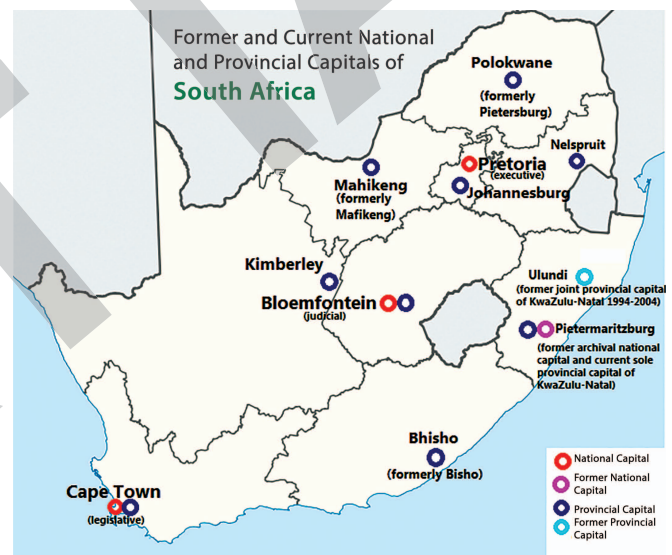 Former and Current National
and Provincial Capitals of
South Africa
Polokwane
(formerly
Pietersburg)
Nelspruit
Pretoria
(executive)
Johannesburg
Mahikeng
(formerly
Mafikeng)
Kimberley
Bloemfontein
(judicial)
Ulundi
(former joint provincial capital
of KwaZulu-Natal 1994-2004)
Pietermaritzburg
(former archival national
capital and current sole
provincial capital of
KwaZulu-Natal)
Bhisho
(formerly Bisho)
Cape Town
(legislative)
National Capital
Former National
Capital
Provincial Capital
Former Provincial
Capital